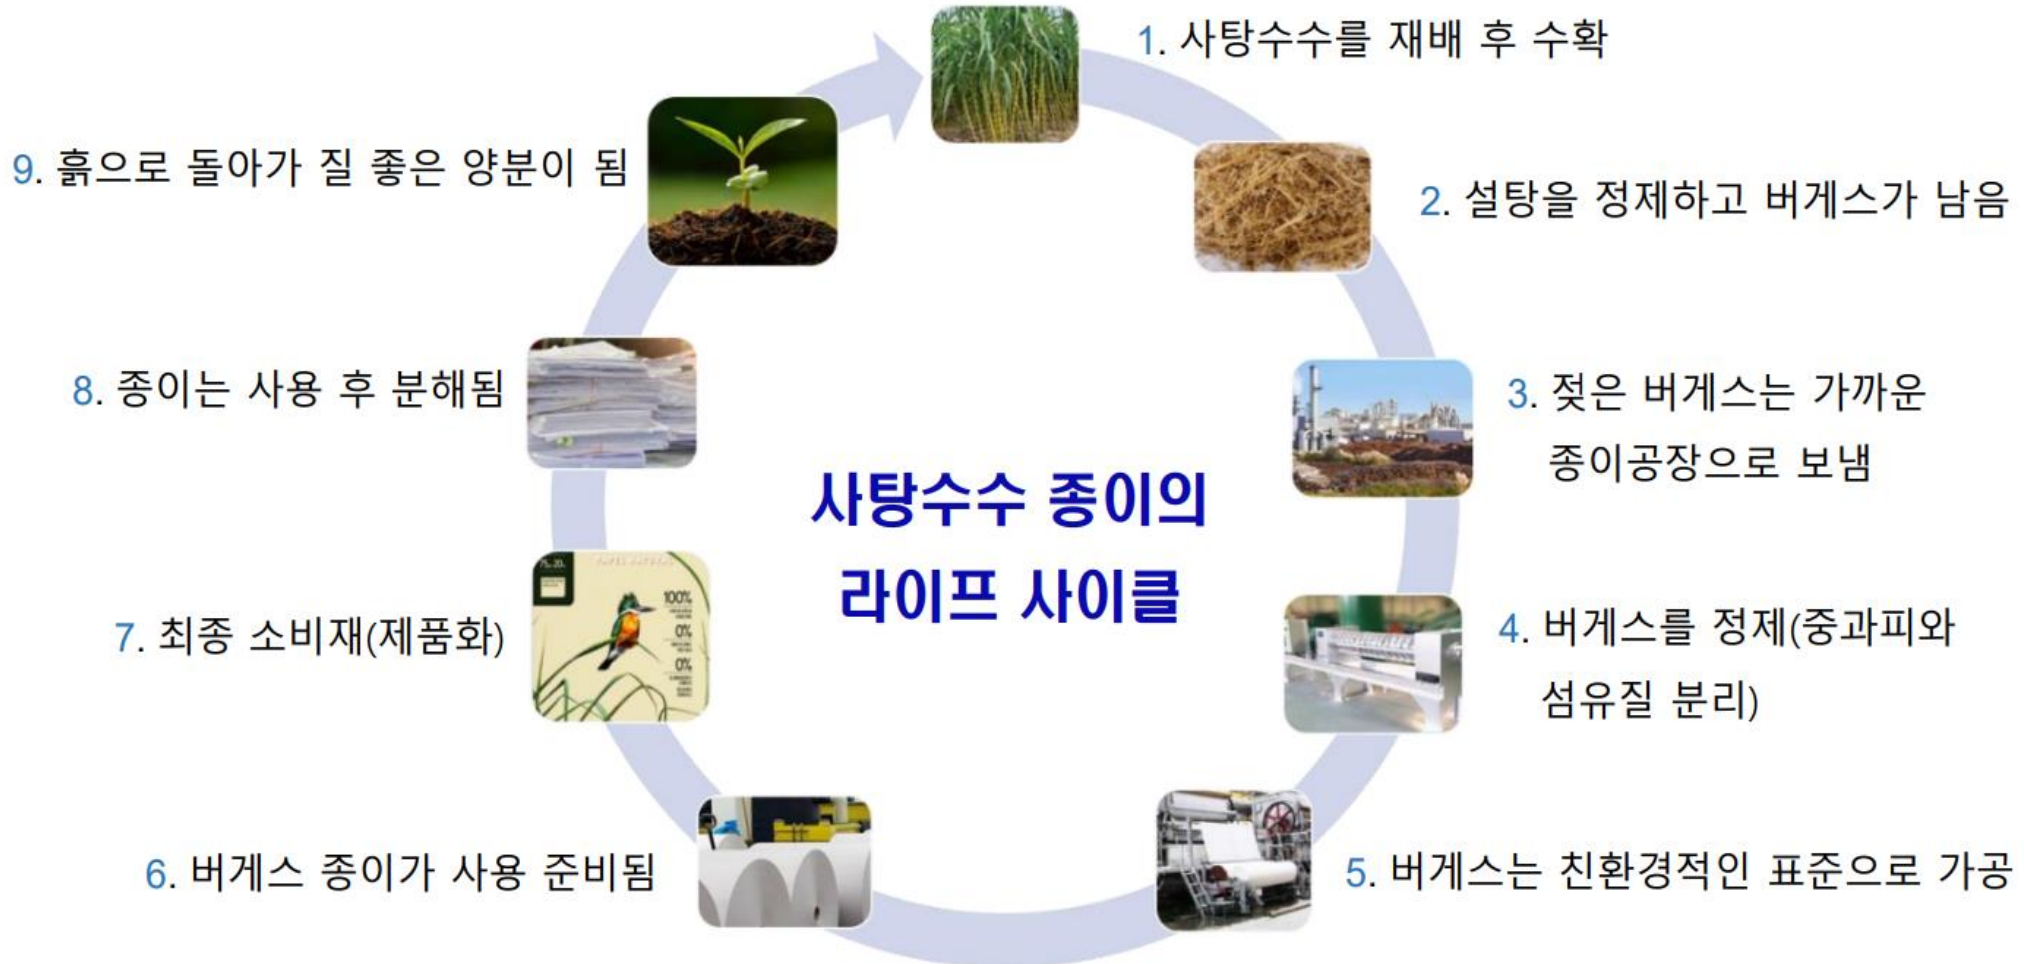 1. 사탕수수를 재배 후 수확
2. 설탕을 정제하고 버게스가 남음
3. 젖은 버게스는 가까운
종이공장으로 보냄
4. 버게스를 정제(중과피와
섬유질 분리)
5. 버게스는 친환경적인 표준으로 가공
6. 버게스 종이가 사용 준비됨
7. 최종 소비재(제품화)
8. 종이는 사용 후 분해됨
9. 흙으로 돌아가 질 좋은 양분이 됨
사탕수수 종이의
라이프 사이클
100%
0%
0%